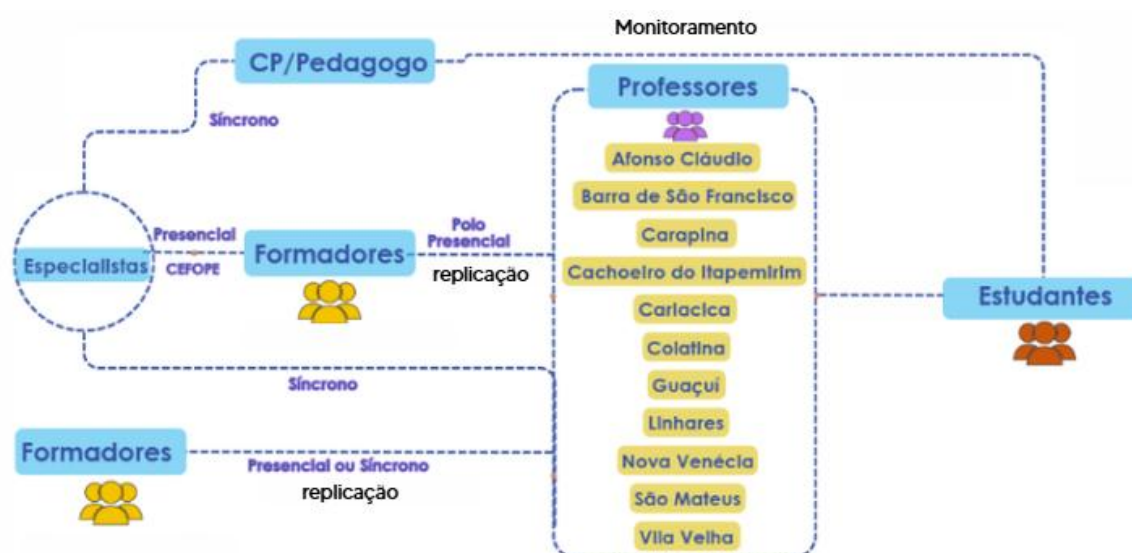 Monitoramento
CP/Pedagogo
Professores
Síncrono
Afonso Cláudio
Barra de São Francisco
Polo
Presencial
Presencial
Carapina
Formadores
replicação
Especialistas
CEFOPE
Cachoeiro do Itapemirim
Estudantes
Cariacica
Colatina
Síncrono
Guaçuí
Linhares
Formadores
Presencial ou Síncrono
replicação
Nova Venécia
São Mateus
Vila Velha